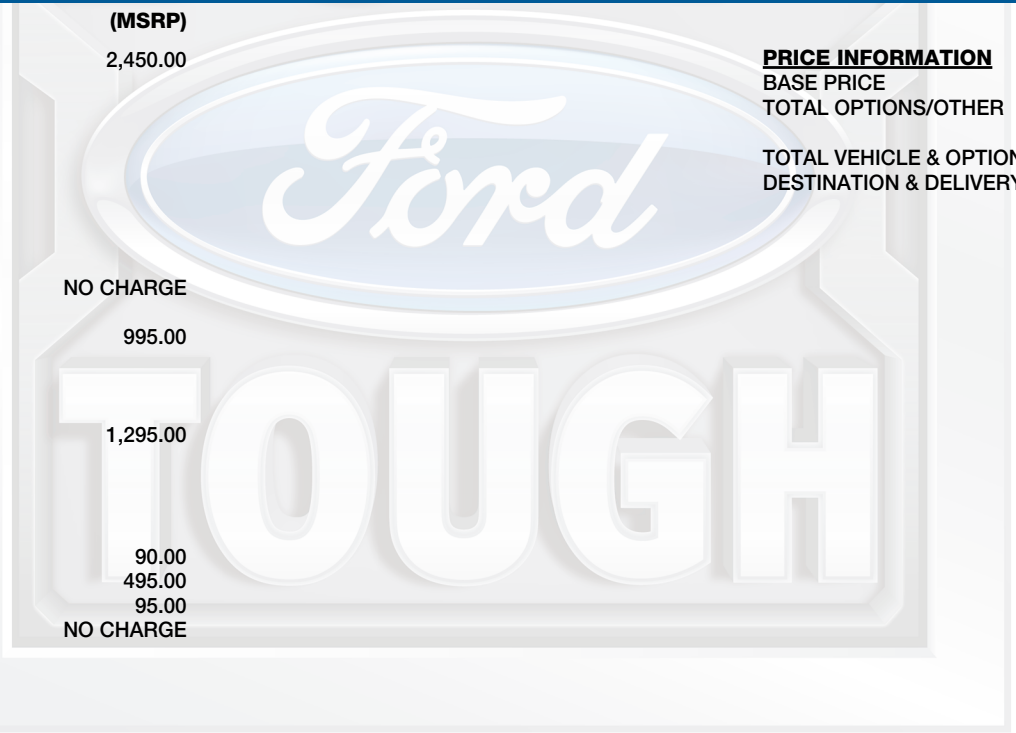 (MSRP)
2,450.00
NO CHARGE
995.00
1,295.00
90.00
495.00
95.00
NO CHARGE
PRICE INFORMATION
BASE PRICE
TOTAL OPTIONS/OTHER
TOTAL VEHICLE & OPTION
DESTINATION & DELIVERY
Ford
TOUGH